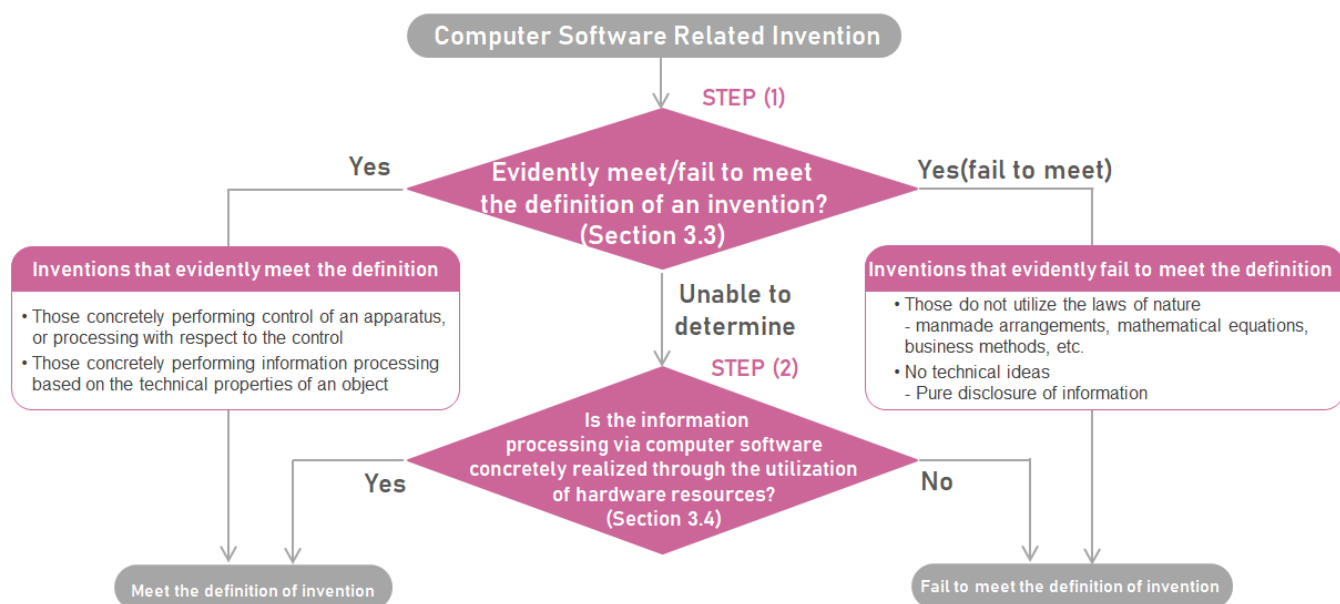 Computer Software Related Invention
STEP (1)
Yes
Evidently meet/fail to meet
the definition of an invention?
(Section 3.3)
Yes(fail to meet)
Inventions that evidently meet the definition
• Those concretely performing control of an apparatus,
or processing with respect to the control
• Those concretely performing information processing
based on the technical properties of an object
Unable to
determine
Inventions that evidently fail to meet the definition
• Those do not utilize the laws of nature
- manmade arrangements, mathematical equations,
business methods, etc.
• No technical ideas
- Pure disclosure of information
STEP (2)
Is the information
processing via computer software
concretely realized through the utilization
of hardware resources?
(Section 3.4)
Yes
No
Meet the definition of invention
Fail to meet the definition of invention